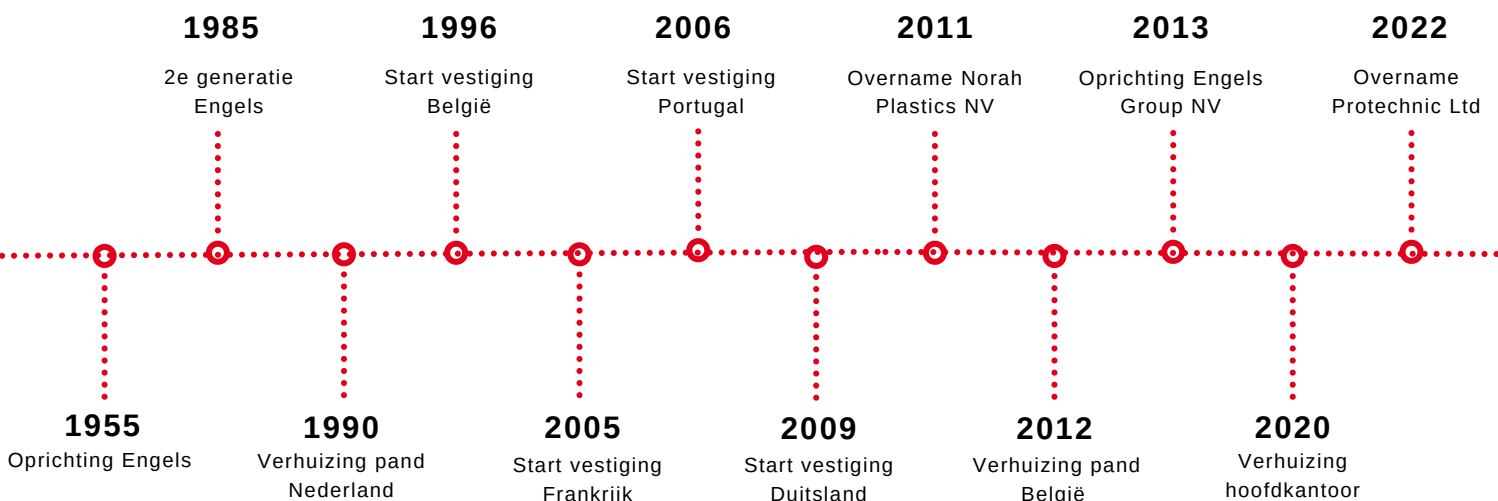 1985
2e generatie
Engels
1996
Start vestiging
België
2006
Start vestiging
Portugal
2011
Overname Norah
Plastics NV
2013
Oprichting Engels
Group NV
2022
Overname
Protechnic Ltd
1955
Oprichting Engels
1990
Verhuizing pand
Nederland
2005
Start vestiging
Frankrijk
2009
Start vestiging
Duitsland
2012
Verhuizing pand
België
2020
Verhuizing
hoofdkantoor